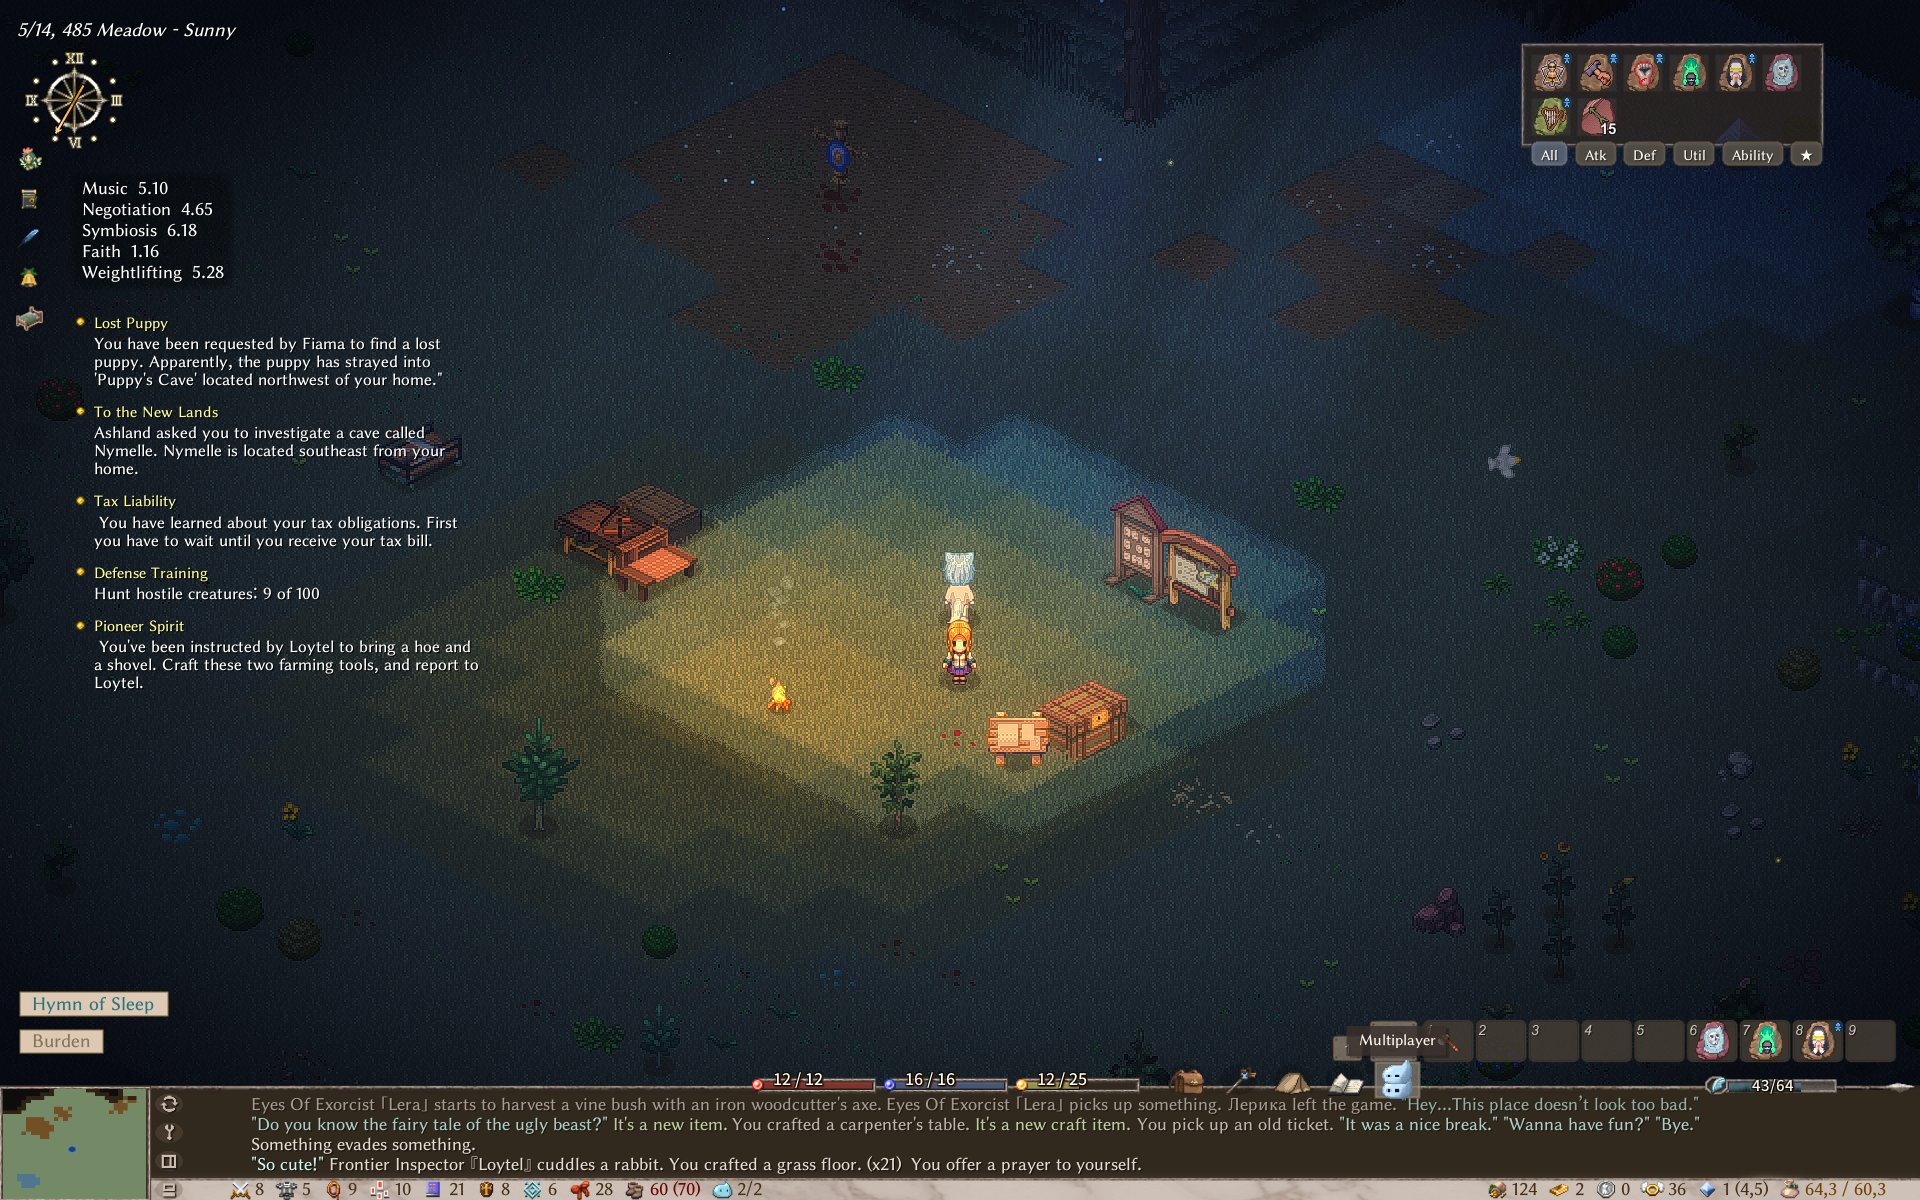 5/14, 485 Meadow - Sunny
XII
IX
III
VI
Music 5.10
Negotiation 4.65
Symbiosis 6.18
Faith 1.16
Weightlifting 5.28
Lost Puppy
You have been requested by Fiama to find a lost
puppy. Apparently, the puppy has strayed into
'Puppy's Cave' located northwest of your home."
To the New Lands
Ashland asked you to investigate a cave called
Nymelle. Nymelle is located southeast from your
home.
Tax Liability
You have learned about your tax obligations. First
you have to wait until you receive your tax bill.
Defense Training
Hunt hostile creatures: 9 of 100
Pioneer Spirit
You've been instructed by Loytel to bring a hoe and
a shovel. Craft these two farming tools, and report to
Loytel.
15
All Atk Def Util Ability ★
Hymn of Sleep
Burden
Multiplayer
2 3 4 5 6 7 8 9
12 / 12 16 / 16 12 / 25 43/64
Eyes Of Exorcist「Lera」starts to harvest a vine bush with an iron woodcutter's axe. Eyes Of Exorcist「Lera」picks up something. Лерика left the game. "Hey...This place doesn't look too bad."
"Do you know the fairy tale of the ugly beast?" It's a new item. You crafted a carpenter's table. It's a new craft item. You pick up an old ticket. "It was a nice break." "Wanna have fun?" "Bye."
Something evades something.
"So cute!" Frontier Inspector『Loytel』cuddles a rabbit. You crafted a grass floor. (x21) You offer a prayer to yourself.
8 5 9 10 21 8 6 28 60 (70) 2/2 124 2 0 36 1 (4,5) 64,3 / 60,3